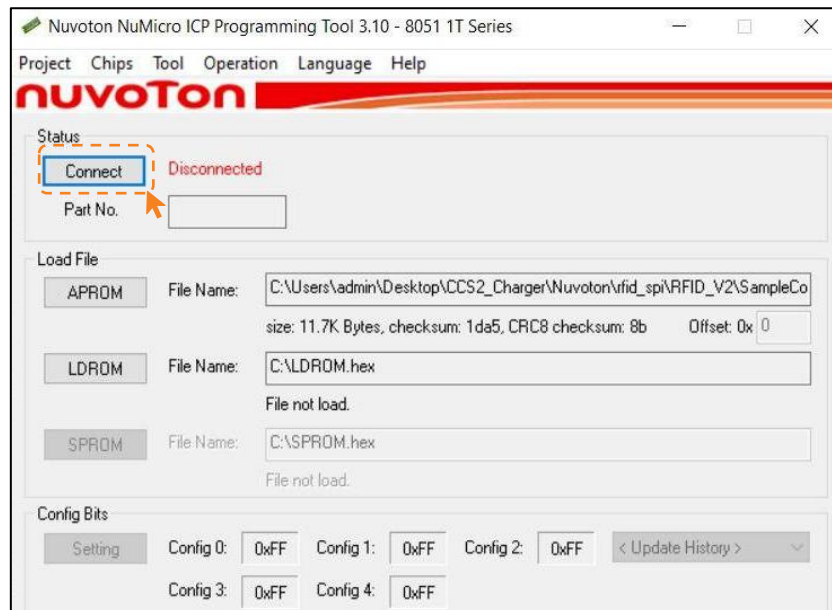 Nuvoton NuMicro ICP Programming Tool 3.10 - 8051 1T Series
Project Chips Tool Operation Language Help
nuvoTon
Status
Connect Disconnected
Part No.
Load File
APROM File Name: C:\Users\admin\Desktop\CCS2_Charger\Nuvoton\rfid_spi\RFID_V2\SampleCo
size: 11.7K Bytes, checksum: 1da5, CRC8 checksum: 8b Offset: 0x 0
LDROM File Name: C:\LDROM.hex
File not load.
SPROM File Name: C:\SPROM.hex
File not load.
Config Bits
Setting Config 0: 0xFF Config 1: 0xFF Config 2: 0xFF < Update History >
Config 3: 0xFF Config 4: 0xFF